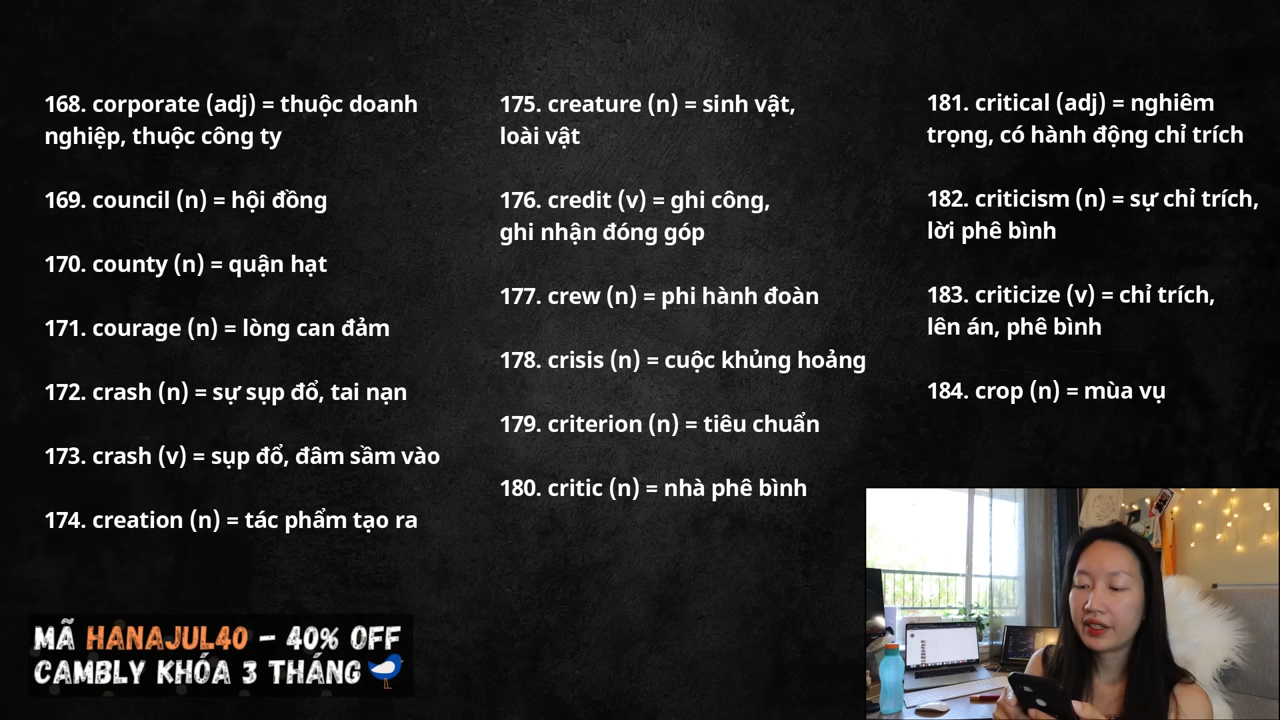 168. corporate (adj) = thuộc doanh
nghiệp, thuộc công ty
169. council (n) = hội đồng
170. county (n) = quận hạt
171. courage (n) = lòng can đảm
172. crash (n) = sự sụp đổ, tai nạn
173. crash (v) = sụp đổ, đâm sầm vào
174. creation (n) = tác phẩm tạo ra
175. creature (n) = sinh vật,
loài vật
176. credit (v) = ghi công,
ghi nhận đóng góp
177. crew (n) = phi hành đoàn
178. crisis (n) = cuộc khủng hoảng
179. criterion (n) = tiêu chuẩn
180. critic (n) = nhà phê bình
181. critical (adj) = nghiêm
trọng, có hành động chỉ trích
182. criticism (n) = sự chỉ trích,
lời phê bình
183. criticize (v) = chỉ trích,
lên án, phê bình
184. crop (n) = mùa vụ
MÃ HANAJUL40 – 40% OFF
CAMBLY KHÓA 3 THÁNG